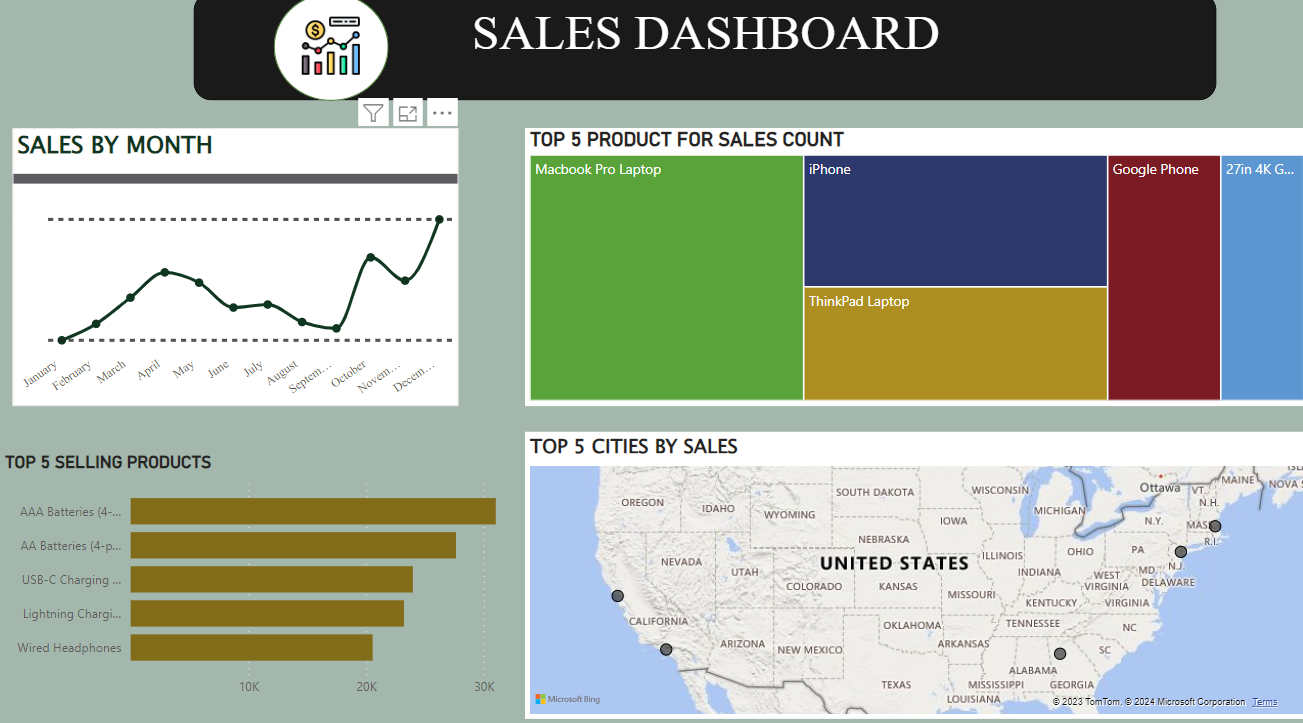 SALES DASHBOARD
SALES BY MONTH
January
February
March
April
May
June
July
August
Septem...
October
Novem...
Decem...
TOP 5 PRODUCT FOR SALES COUNT
Macbook Pro Laptop
iPhone
ThinkPad Laptop
Google Phone
27in 4K G...
TOP 5 SELLING PRODUCTS
AAA Batteries (4-...
AA Batteries (4-p...
USB-C Charging ...
Lightning Chargi...
Wired Headphones
10K
20K
30K
TOP 5 CITIES BY SALES
Ottawa
MAINE
NOVA S
OREGON
IDAHO
WYOMING
SOUTH DAKOTA
WISCONSIN
MICHIGAN
VT.
N.H.
N.Y.
MASS
R.I.
IOWA
NEBRASKA
NEVADA
UTAH
COLORADO
UNITED STATES
KANSAS
ILLINOIS
INDIANA
OHIO
PA
N.J.
MD.
DELAWARE
WEST
VIRGINIA
VIRGINIA
MISSOURI
KENTUCKY
CALIFORNIA
ARIZONA
NEW MEXICO
OKLAHOMA
ARKANSAS
TENNESSEE
NC
SC
ALABAMA
MISSISSIPPI
GEORGIA
TEXAS
LOUISIANA
Microsoft Bing
© 2023 TomTom, © 2024 Microsoft Corporation Terms